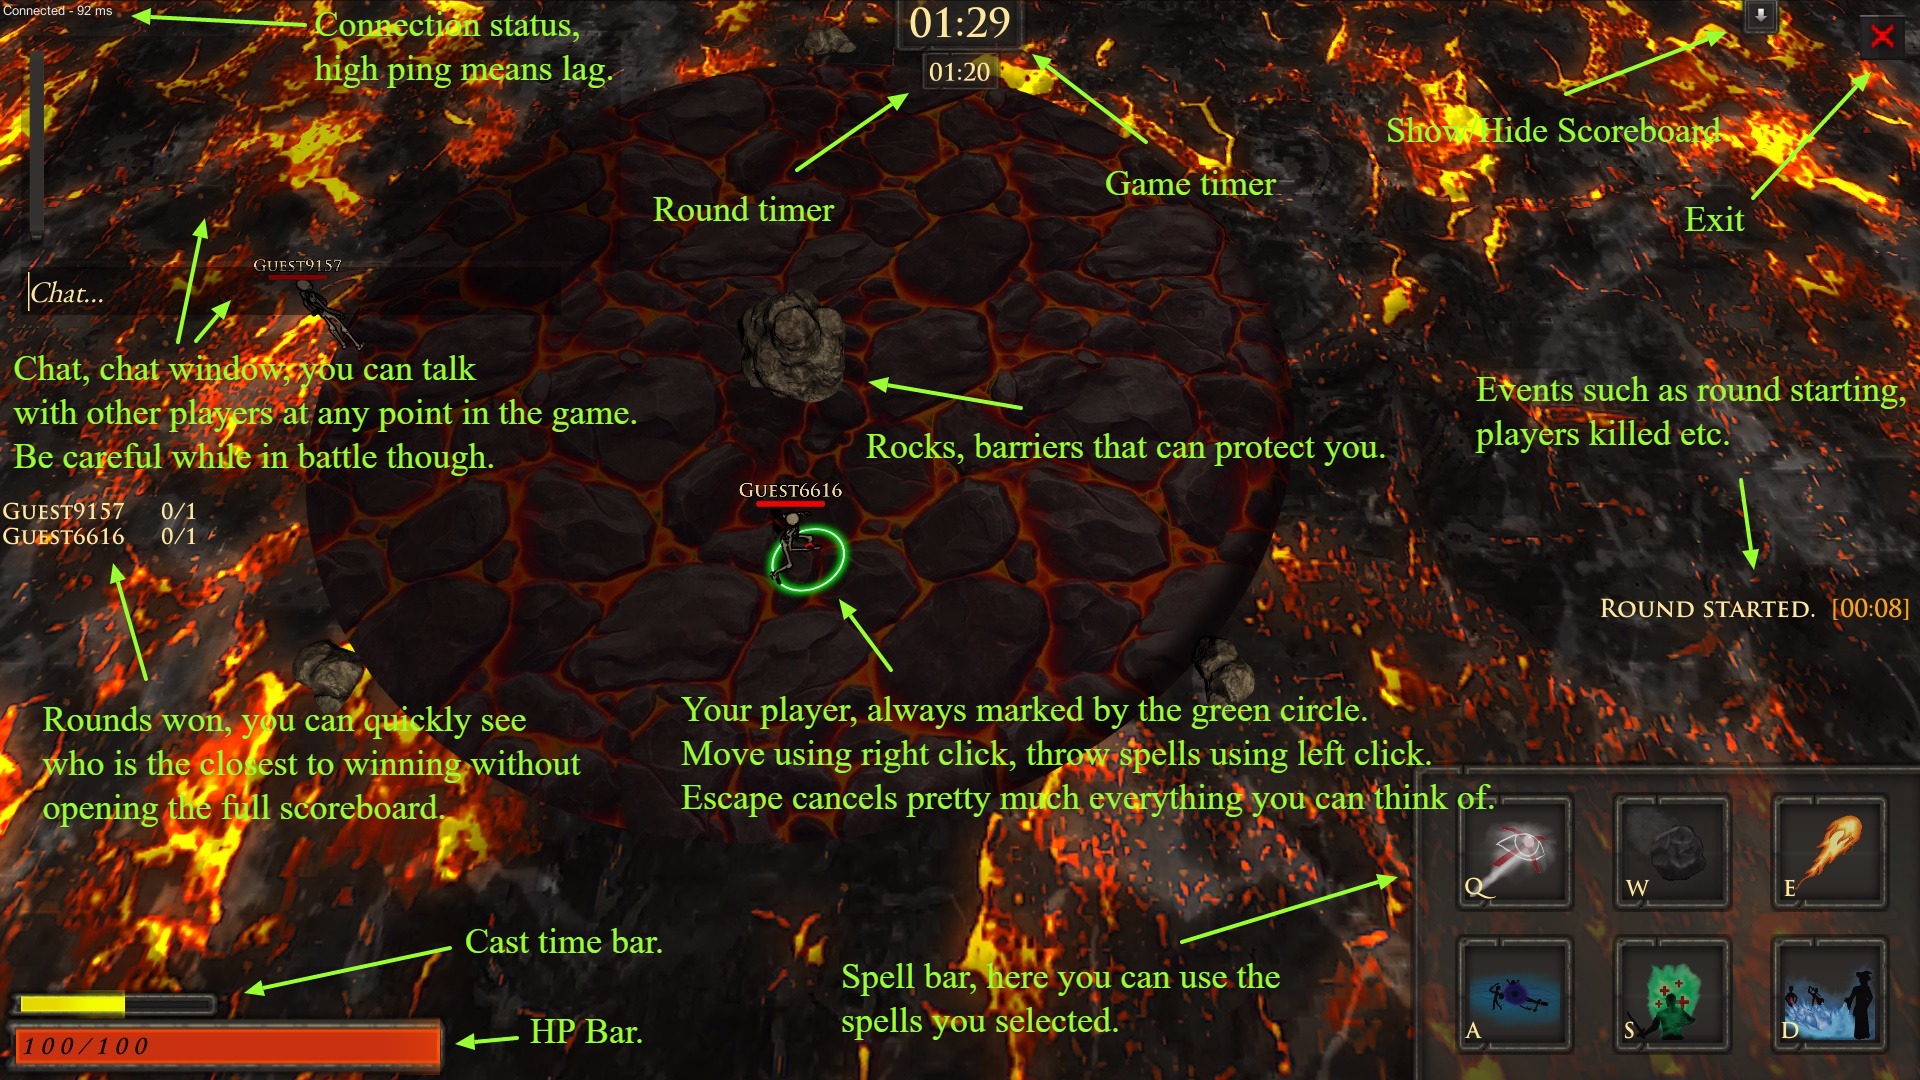 Connected - 92 ms
Connection status,
high ping means lag.
01:29
01:20
Round timer
Game timer
Show/Hide Scoreboard
Exit
GUEST9157
Chat...
Chat, chat window, you can talk
with other players at any point in the game.
Be careful while in battle though.
Rocks, barriers that can protect you.
Events such as round starting,
players killed etc.
GUEST9157 0/1
GUEST6616 0/1
GUEST6616
ROUND STARTED. [00:08]
Rounds won, you can quickly see
who is the closest to winning without
opening the full scoreboard.
Your player, always marked by the green circle.
Move using right click, throw spells using left click.
Escape cancels pretty much everything you can think of.
Q W E
Cast time bar.
Spell bar, here you can use the
spells you selected.
A S D
HP Bar.
100/100